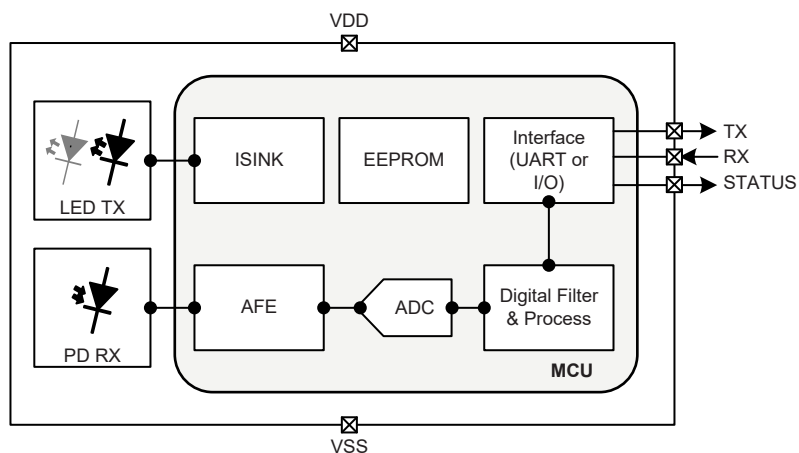 VDD
ISINK
EEPROM
Interface
(UART or
I/O)
TX
RX
STATUS
LED TX
AFE
ADC
Digital Filter
& Process
PD RX
MCU
VSS